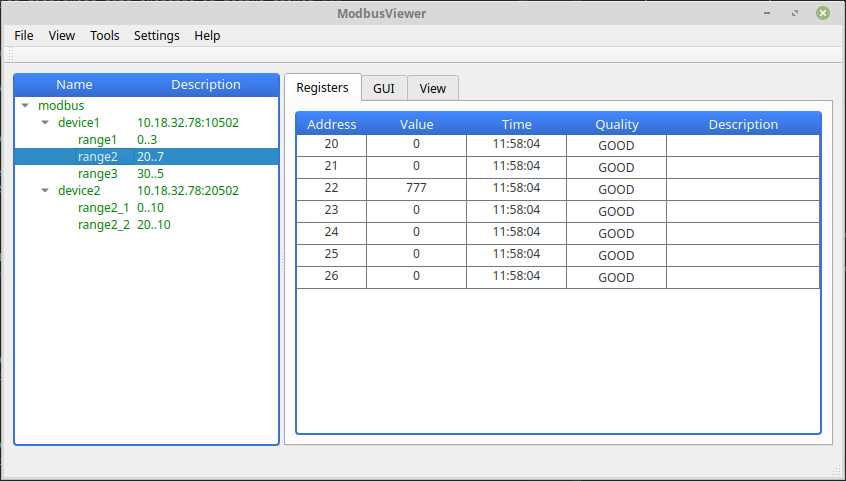 ModbusViewer
File View Tools Settings Help
Name Description
modbus
device1 10.18.32.78:10502
range1 0..3
range2 20..7
range3 30..5
device2 10.18.32.78:20502
range2_1 0..10
range2_2 20..10
Registers GUI View
Address Value Time Quality Description
20 0 11:58:04 GOOD
21 0 11:58:04 GOOD
22 777 11:58:04 GOOD
23 0 11:58:04 GOOD
24 0 11:58:04 GOOD
25 0 11:58:04 GOOD
26 0 11:58:04 GOOD